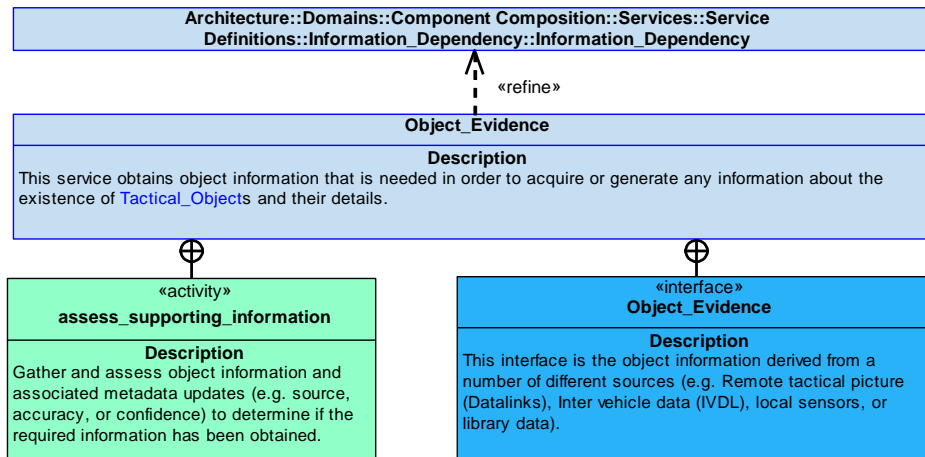 Architecture::Domains::Component Composition::Services::Service
Definitions::Information_Dependency::Information_Dependency
«refine»
Object_Evidence
Description
This service obtains object information that is needed in order to acquire or generate any information about the
existence of Tactical_Objects and their details.
«activity»
assess_supporting_information
Description
Gather and assess object information and
associated metadata updates (e.g. source,
accuracy, or confidence) to determine if the
required information has been obtained.
«interface»
Object_Evidence
Description
This interface is the object information derived from a
number of different sources (e.g. Remote tactical picture
(Datalinks), Inter vehicle data (IVDL), local sensors, or
library data).